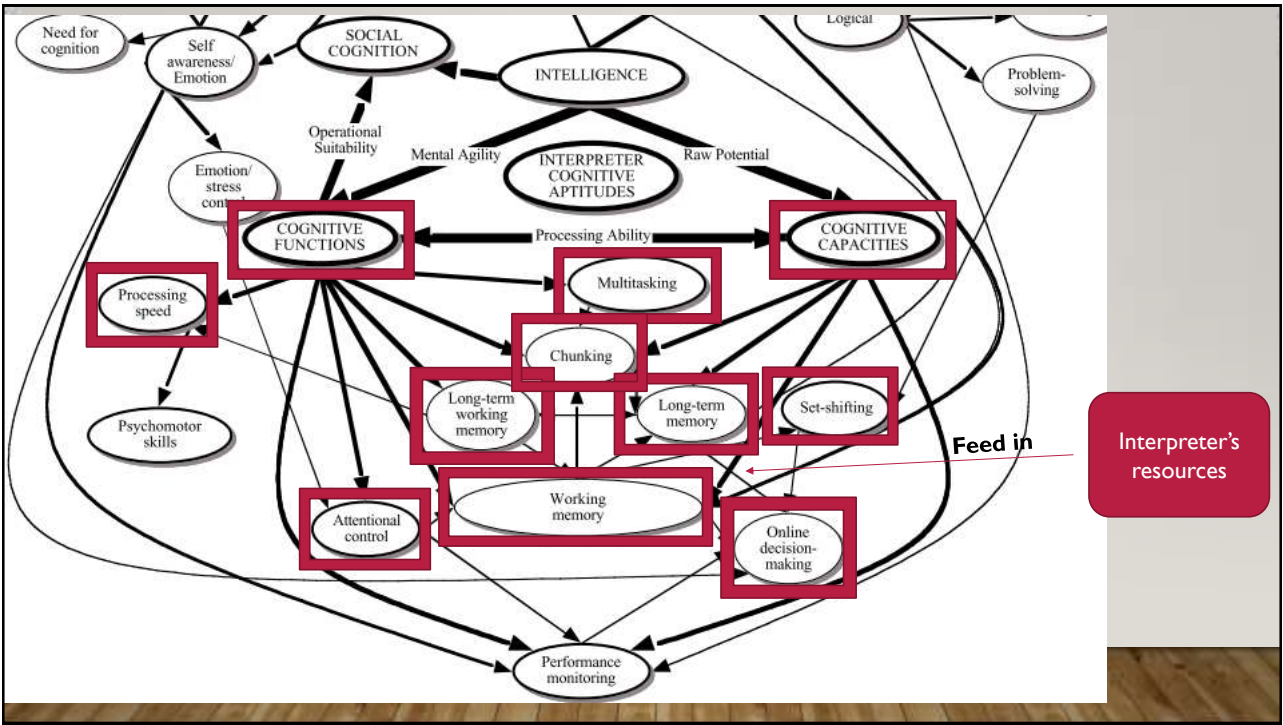 Need for
cognition
Self
awareness/
Emotion
SOCIAL
COGNITION
INTELLIGENCE
Logical
Problem-
solving
Operational
Suitability
Mental Agility
INTERPRETER
COGNITIVE
APTITUDES
Raw Potential
Emotion/
stress
COGNITIVE
FUNCTIONS
Processing Ability
COGNITIVE
CAPACITIES
Processing
speed
Multitasking
Chunking
Long-term
working
memory
Long-term
memory
Set-shifting
Psychomotor
skills
Feed in
Interpreter’s
resources
Working
memory
Attentional
control
Online
decision-
making
Performance
monitoring